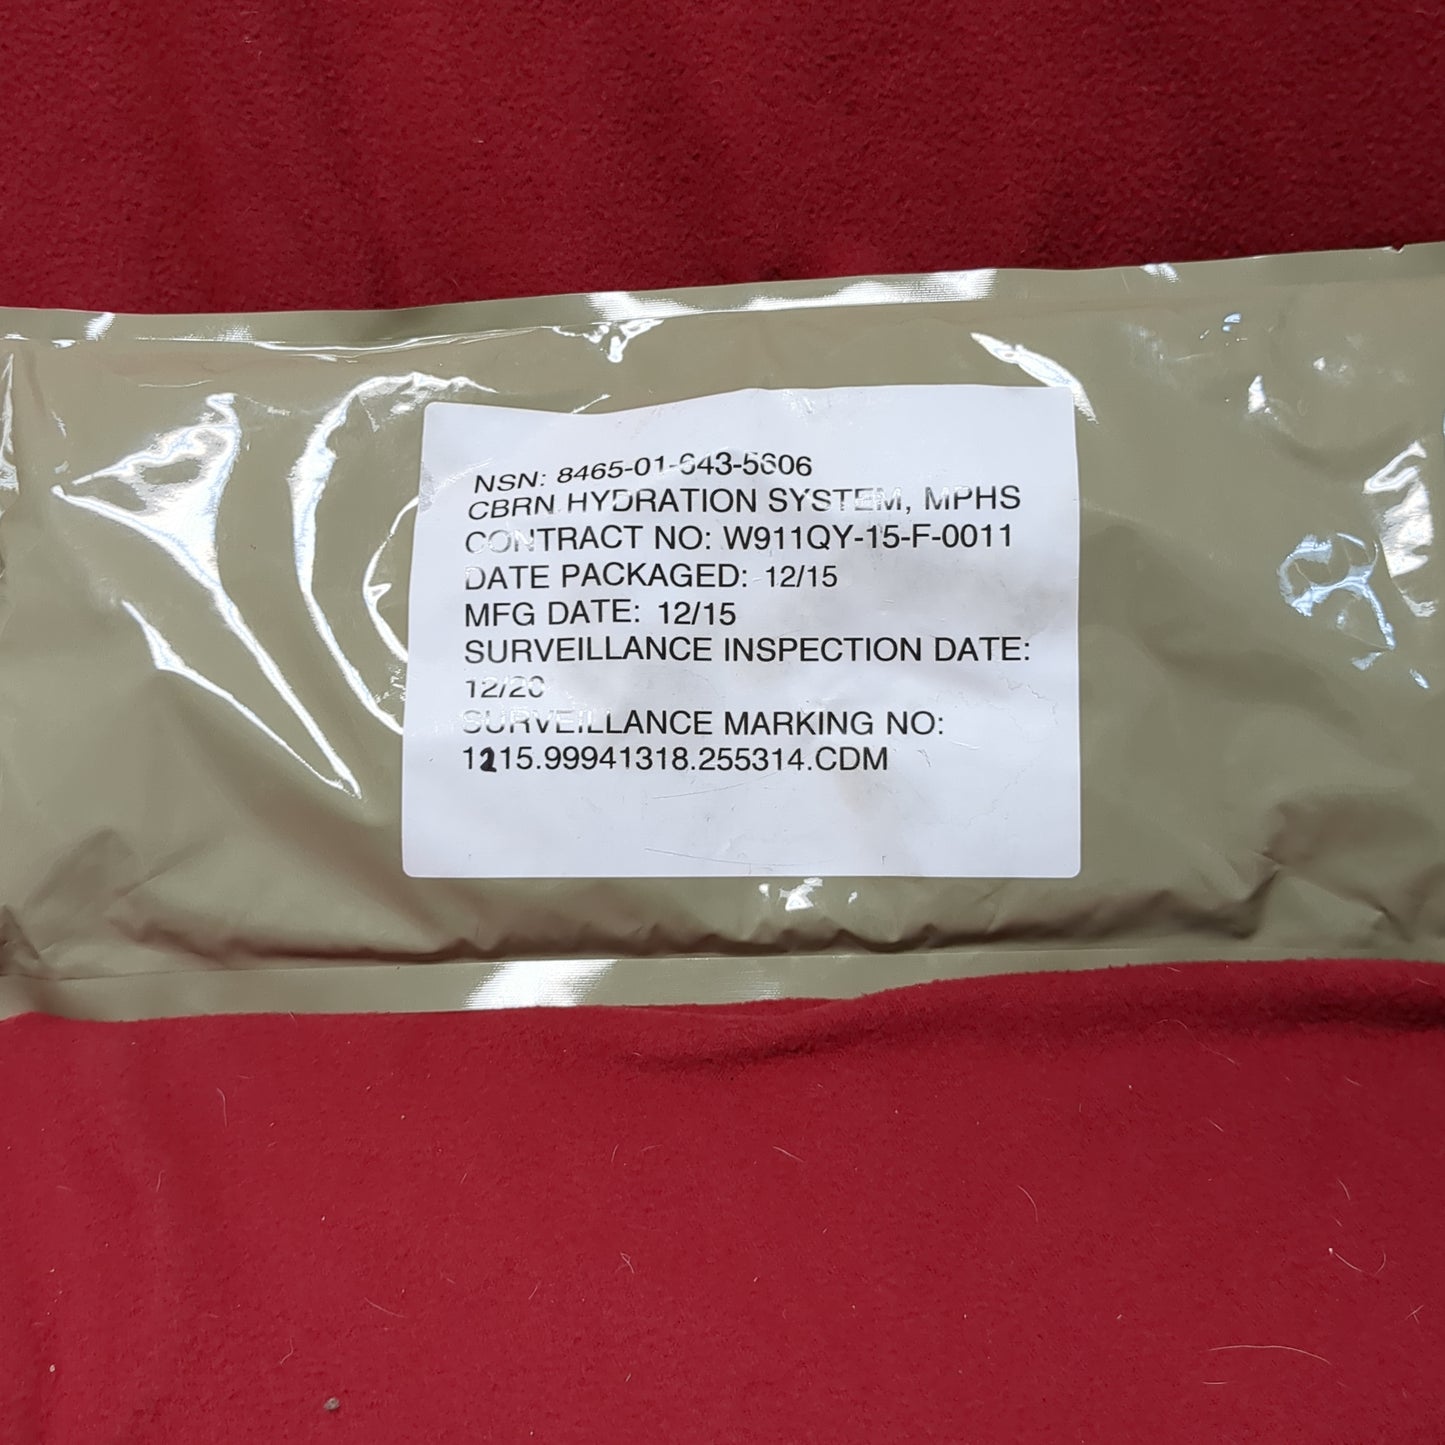 NSN: 8465-01-643-5606
CBRN HYDRATION SYSTEM, MPHS
CONTRACT NO: W911QY-15-F-0011
DATE PACKAGED: 12/15
MFG DATE: 12/15
SURVEILLANCE INSPECTION DATE:
12/20
SURVEILLANCE MARKING NO:
1215.99941318.255314.CDM